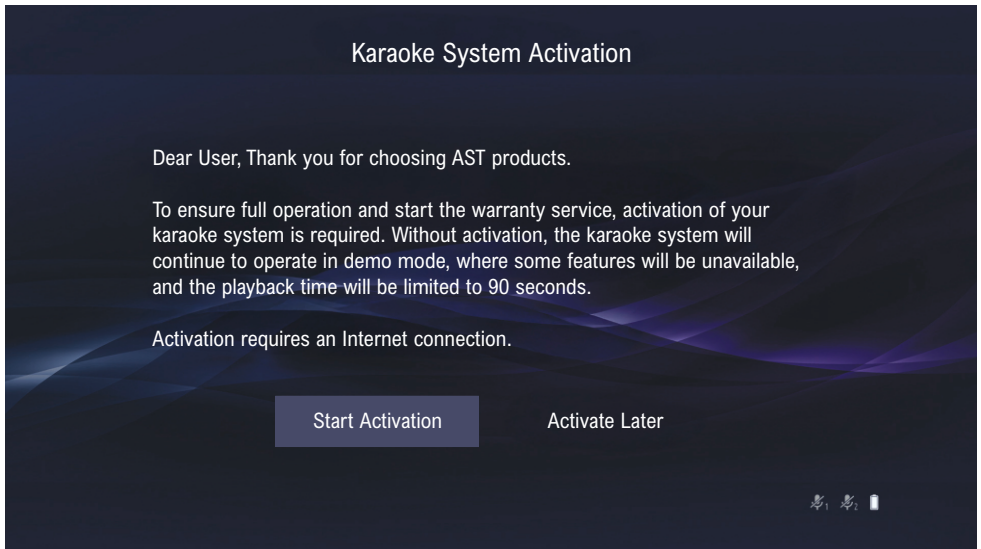 Karaoke System Activation
Dear User, Thank you for choosing AST products.
To ensure full operation and start the warranty service, activation of your
karaoke system is required. Without activation, the karaoke system will
continue to operate in demo mode, where some features will be unavailable,
and the playback time will be limited to 90 seconds.
Activation requires an Internet connection.
Start Activation Activate Later
1 2